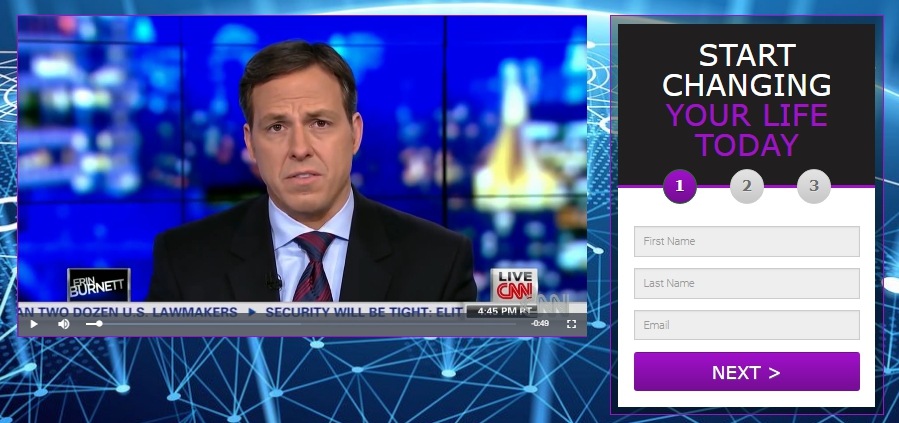 ERIN
BURNETT
LIVE
CNN
AN TWO DOZEN U.S. LAWMAKERS ▶ SECURITY WILL BE TIGHT: ELIT
4:45 PM PT
-0:49
START
CHANGING
YOUR LIFE
TODAY
1 2 3
First Name
Last Name
Email
NEXT >